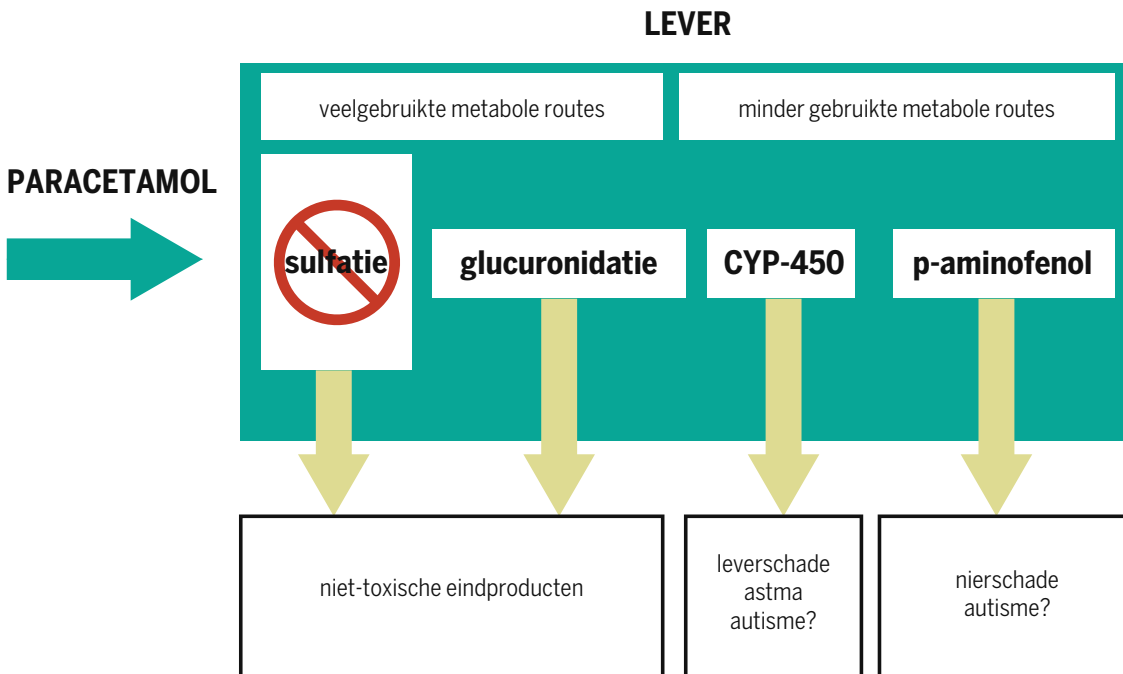 LEVER
veelgebruikte metabole routes
minder gebruikte metabole routes
PARACETAMOL
sulfatie
glucuronidatie
CYP-450
p-aminofenol
niet-toxische eindproducten
leverschade
astma
autisme?
nierschade
autisme?